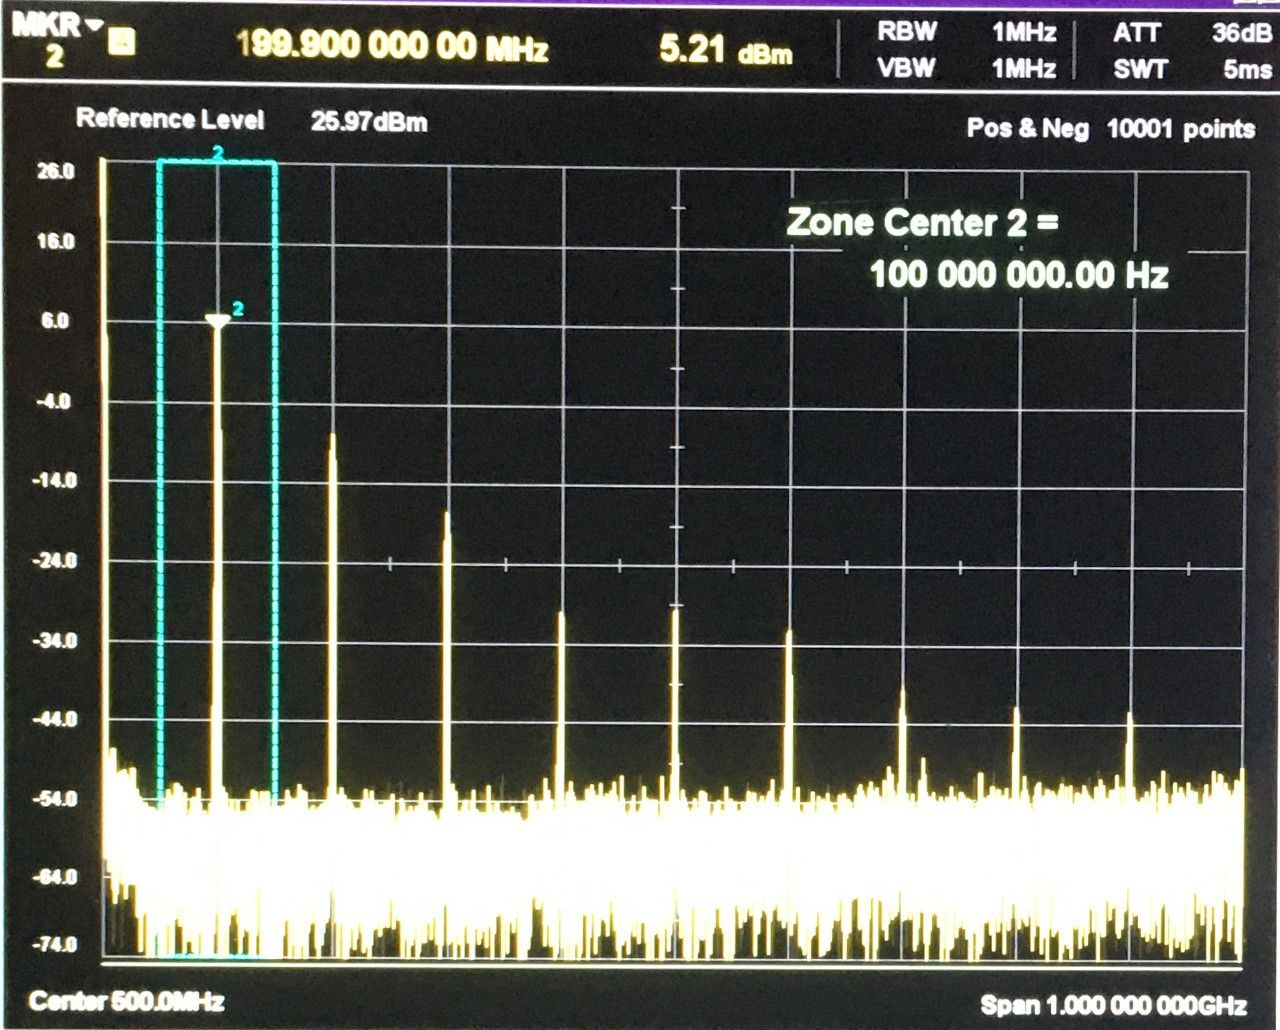 MKR
2
199.900 000 00 MHz
5.21 dBm
RBW 1MHz
VBW 1MHz
ATT 36dB
SWT 5ms
Reference Level 25.97dBm
Pos & Neg 10001 points
2
26.0
16.0
6.0
-4.0
-14.0
-24.0
-34.0
-44.0
-54.0
-64.0
-74.0
2
Zone Center 2 =
100 000 000.00 Hz
Center 500.0MHz
Span 1.000 000 000GHz